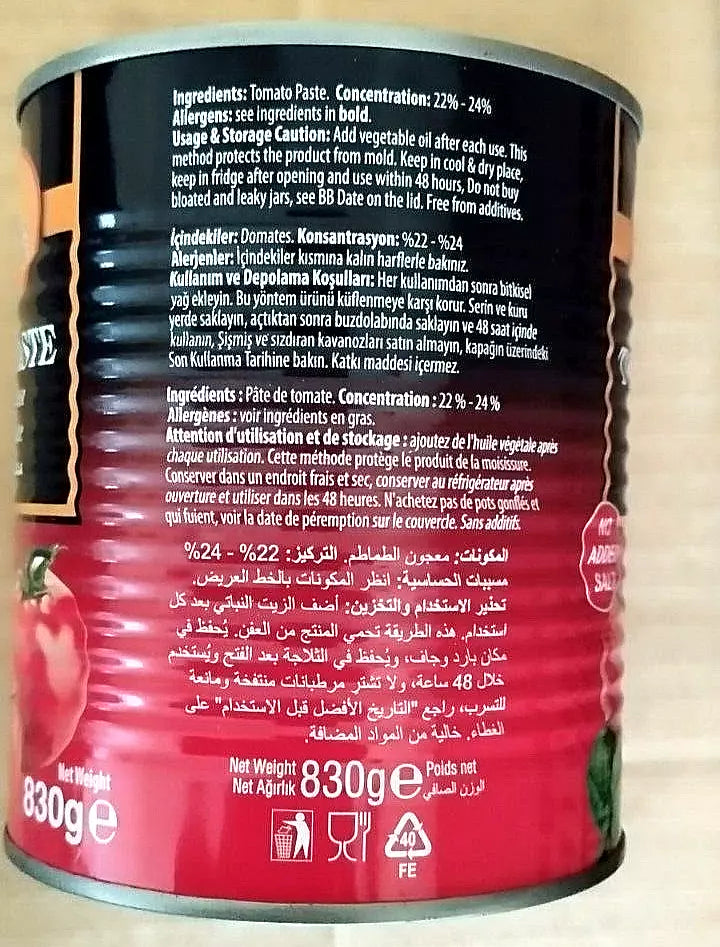 Ingredients: Tomato Paste. Concentration: 22% - 24%
Allergens: see Ingredients in bold.
Usage & Storage Caution: Add vegetable oil after each use. This
method protects the product from mold. Keep in cool & dry place,
keep in fridge after opening and use within 48 hours, Do not buy
bloated and leaky jars, see BB Date on the lid. Free from additives.
İçindekiler: Domates. Konsantrasyon: %22 - %24
Alerjenler: İçindekiler kısmına kalın harflerle bakınız.
Kullanım ve Depolama Koşulları: Her kullanımdan sonra bitkisel
yağ ekleyin. Bu yöntem ürünü küflenmeye karşı korur. Serin ve kuru
yerde saklayın, açtıktan sonra buzdolabında saklayın ve 48 saat içinde
kullanın, Şişmiş ve sızdıran kavanozları satın almayın, kapağın üzerindeki
Son Kullanma Tarihine bakın. Katkı maddesi içermez.
Ingrédients : Pâte de tomate. Concentration : 22 % - 24 %
Allergènes : voir ingrédients en gras.
Attention d'utilisation et de stockage : ajoutez de l'huile végétale après
chaque utilisation. Cette méthode protège le produit de la moisissure.
Conserver dans un endroit frais et sec, conserver au réfrigérateur après
ouverture et utiliser dans les 48 heures. N'achetez pas de pots gonflés et
qui fuient, voir la date de péremption sur le couvercle. Sans additifs.
المكونات: معجون الطماطم. التركيز: 22% - 24%
مسببات الحساسية: انظر المكونات بالخط العريض.
تحذير الاستخدام والتخزين: أضف الزيت النباتي بعد كل
استخدام. هذه الطريقة تحمي المنتج من العفن. يُحفظ في
مكان بارد وجاف، ويُحفظ في الثلاجة بعد الفتح ويُستخدم
خلال 48 ساعة، ولا تشتر مرطبانات منتفخة ومانعة
للتسرب، راجع "التاريخ الأفضل قبل الاستخدام" على
الغطاء. خالية من المواد المضافة.
Net Weight 830g e Poids net
Net Ağırlık الوزن الصافي
40
FE
STE
Net Weight
830g e
NO
ADDED
SALT